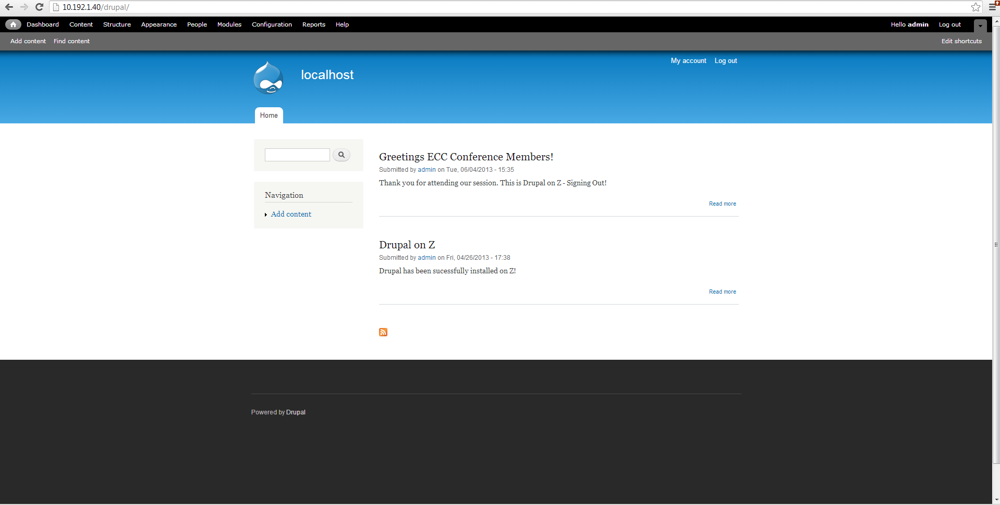 10.192.1.40/drupal/
Dashboard Content Structure Appearance People Modules Configuration Reports Help Hello admin Log out
Add content Find content Edit shortcuts
My account Log out
localhost
Home
Navigation
Add content
Greetings ECC Conference Members!
Submitted by admin on Tue, 06/04/2013 - 15:35
Thank you for attending our session. This is Drupal on Z - Signing Out!
Read more
Drupal on Z
Submitted by admin on Fri, 04/26/2013 - 17:38
Drupal has been sucessfully installed on Z!
Read more
Powered by Drupal